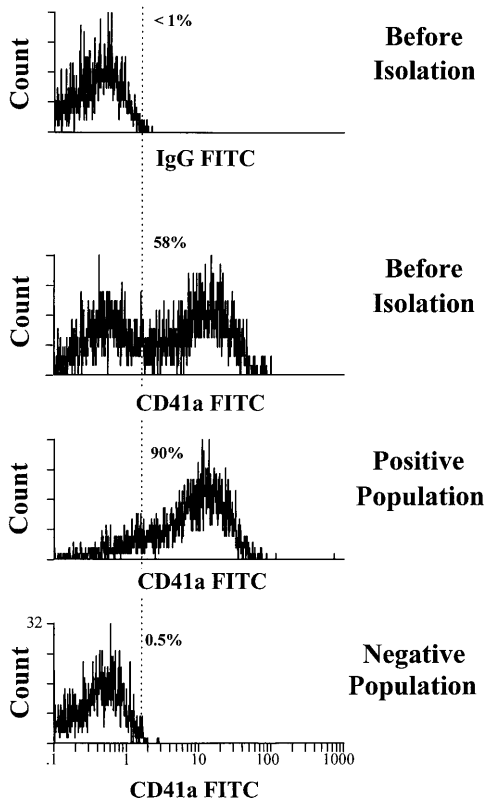 < 1%
Before
Isolation
Count
IgG FITC
58%
Before
Isolation
Count
CD41a FITC
90%
Positive
Population
Count
CD41a FITC
32
0.5%
Negative
Population
Count
.1 1 10 100 1000
CD41a FITC